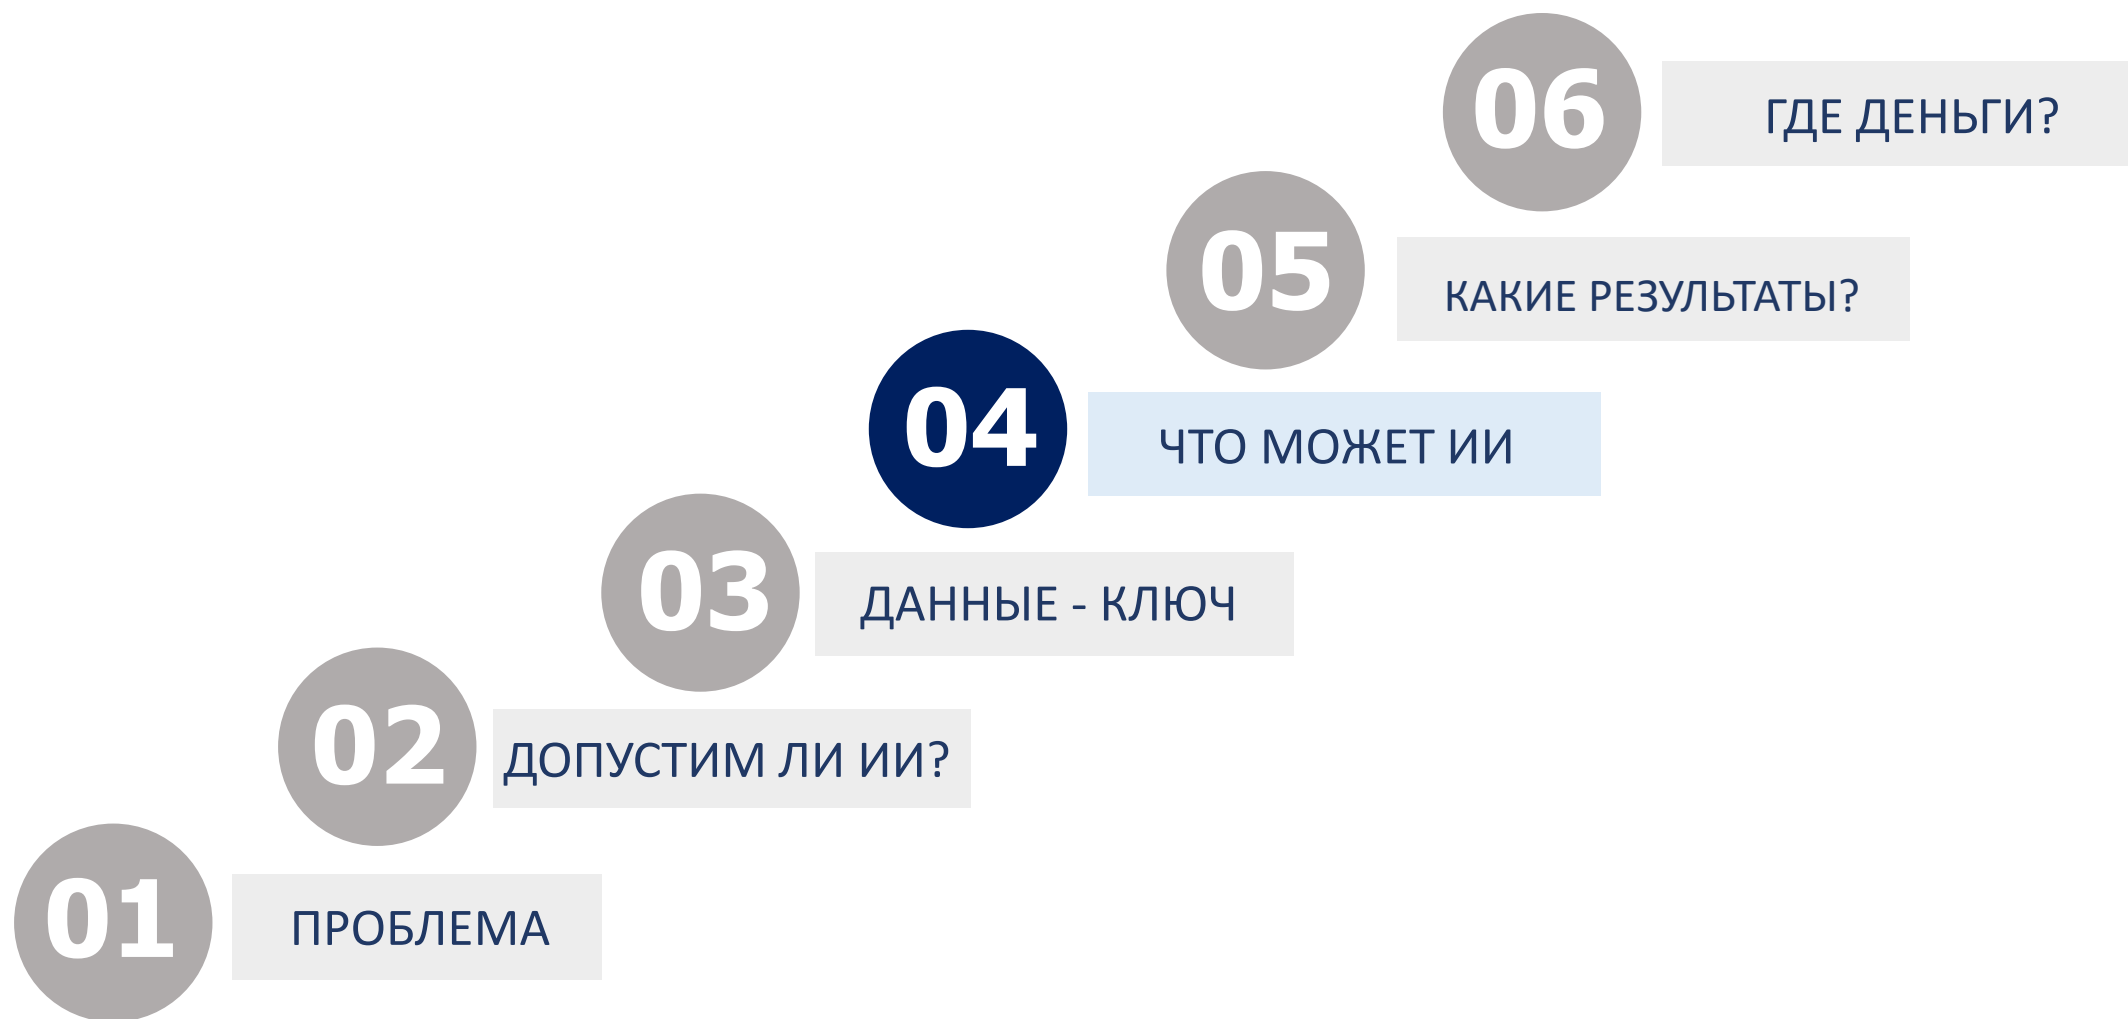 06
ГДЕ ДЕНЬГИ?
05
КАКИЕ РЕЗУЛЬТАТЫ?
04
ЧТО МОЖЕТ ИИ
03
ДАННЫЕ - КЛЮЧ
02
ДОПУСТИМ ЛИ ИИ?
01
ПРОБЛЕМА